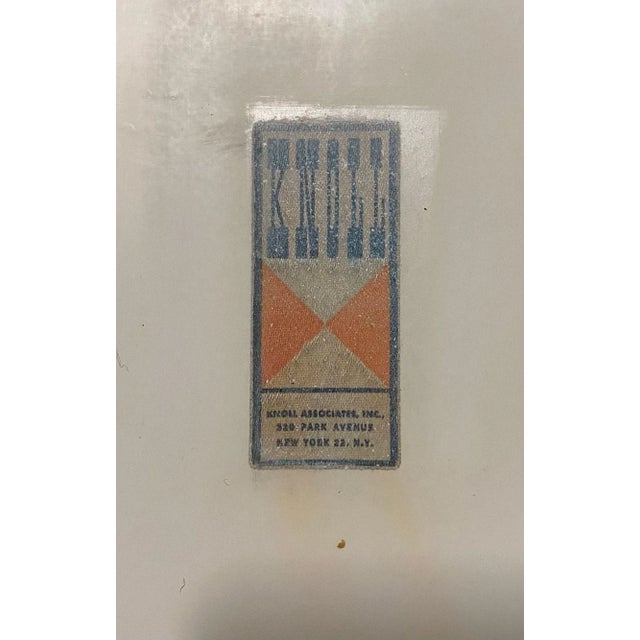 KNOLL
KNOLL ASSOCIATES, INC.,
320 PARK AVENUE
NEW YORK 22. N.Y.